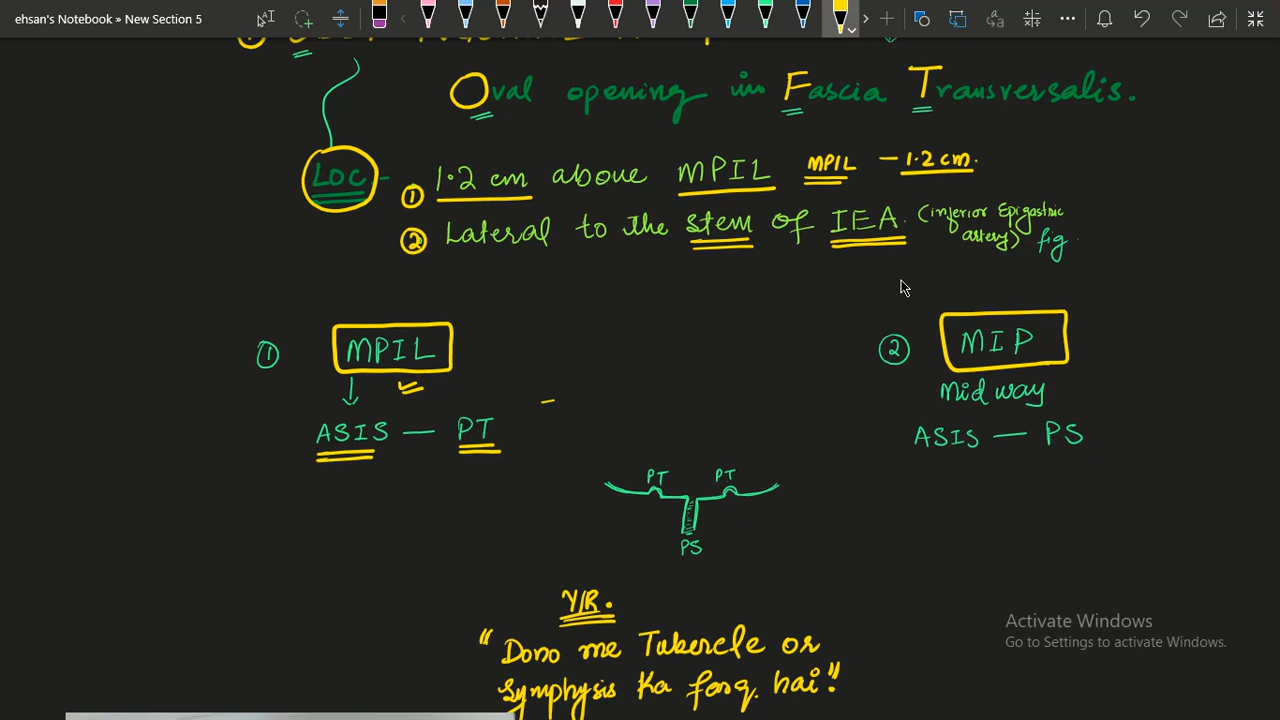 ehsan's Notebook » New Section 5
Oval opening in Fascia Transversalis.
LOC - ① 1.2 cm above MPIL MPIL - 1.2 cm.
② Lateral to the stem of IEA. (inferior Epigastric
artery) fig.
① MPIL
② MIP
Mid way
ASIS — PT
ASIS — PS
PT PT
PS
Y/R.
"Dono me Tubercle or
Symphysis Ka farq. hai."
Activate Windows
Go to Settings to activate Windows.